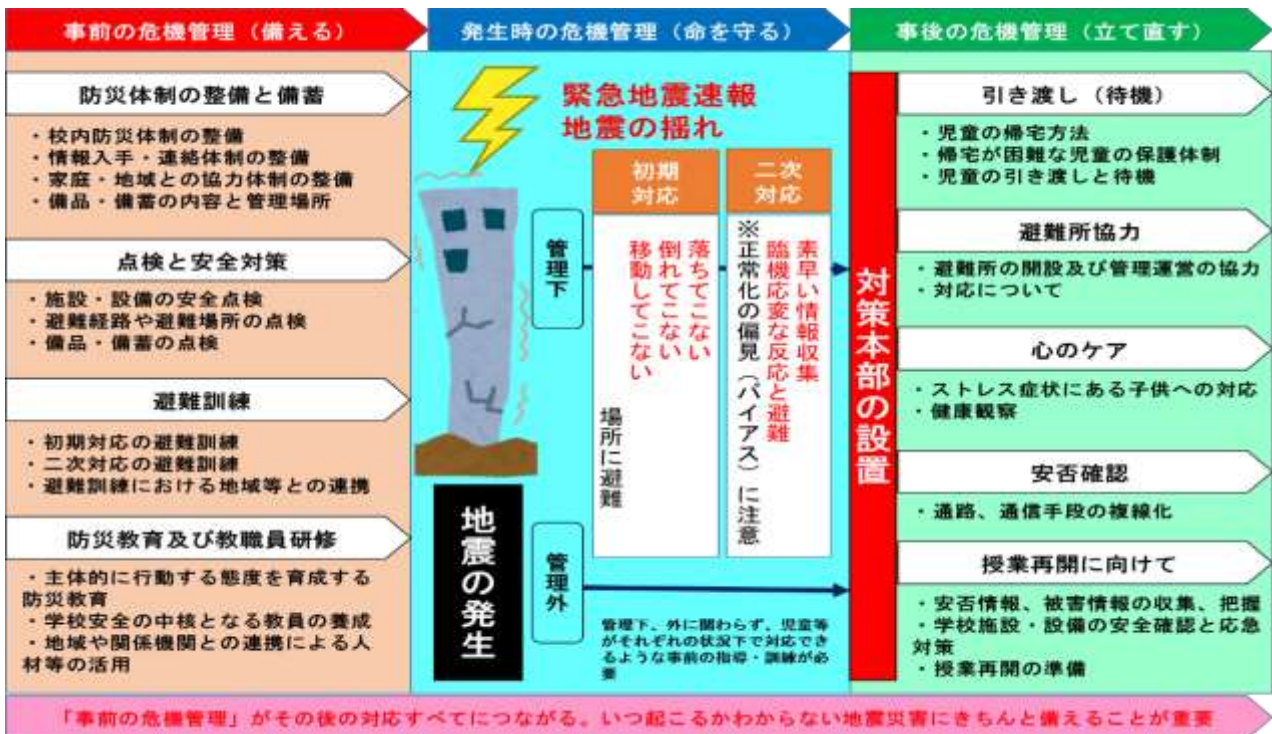 事前の危機管理（備える）
発生時の危機管理（命を守る）
事後の危機管理（立て直す）
防災体制の整備と備蓄
・校内防災体制の整備
・情報入手・連絡体制の整備
・家庭・地域との協力体制の整備
・備品・備蓄の内容と管理場所
点検と安全対策
・施設・設備の安全点検
・避難経路や避難場所の点検
・備品・備蓄の点検
避難訓練
・初期対応の避難訓練
・二次対応の避難訓練
・避難訓練における地域等との連携
防災教育及び教職員研修
・主体的に行動する態度を育成する
防災教育
・学校安全の中核となる教員の養成
・地域や関係機関との連携による人
材等の活用
緊急地震速報
地震の揺れ
地震の発生
管理下
管理外
初期
対応
落ちてこない
倒れてこない
移動してこない
場所に避難
二次
対応
素早い情報収集
臨機応変な反応と避難
※正常化の偏見（バイアス）に注意
管理下、外に関わらず、児童等
がそれぞれの状況下で対応でき
るような事前の指導・訓練が必
要
対策本部の設置
引き渡し（待機）
・児童の帰宅方法
・帰宅が困難な児童の保護体制
・児童の引き渡しと待機
避難所協力
・避難所の開設及び管理運営の協力
・対応について
心のケア
・ストレス症状にある子供への対応
・健康観察
安否確認
・通路、通信手段の複線化
授業再開に向けて
・安否情報、被害情報の収集、把握
・学校施設・設備の安全確認と応急
対策
・授業再開の準備
「事前の危機管理」がその後の対応すべてにつながる。いつ起こるかわからない地震災害にきちんと備えることが重要